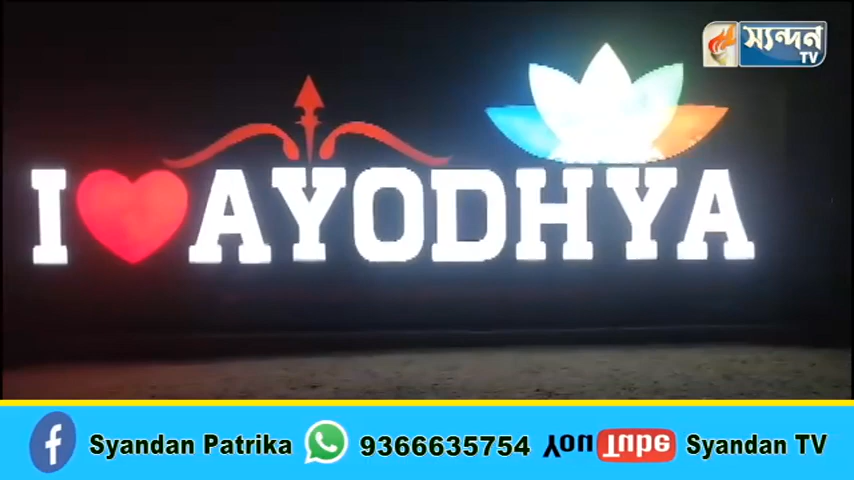 স্যন্দন
TV
I ❤ AYODHYA
Syandan Patrika 9366635754 You Tube Syandan TV